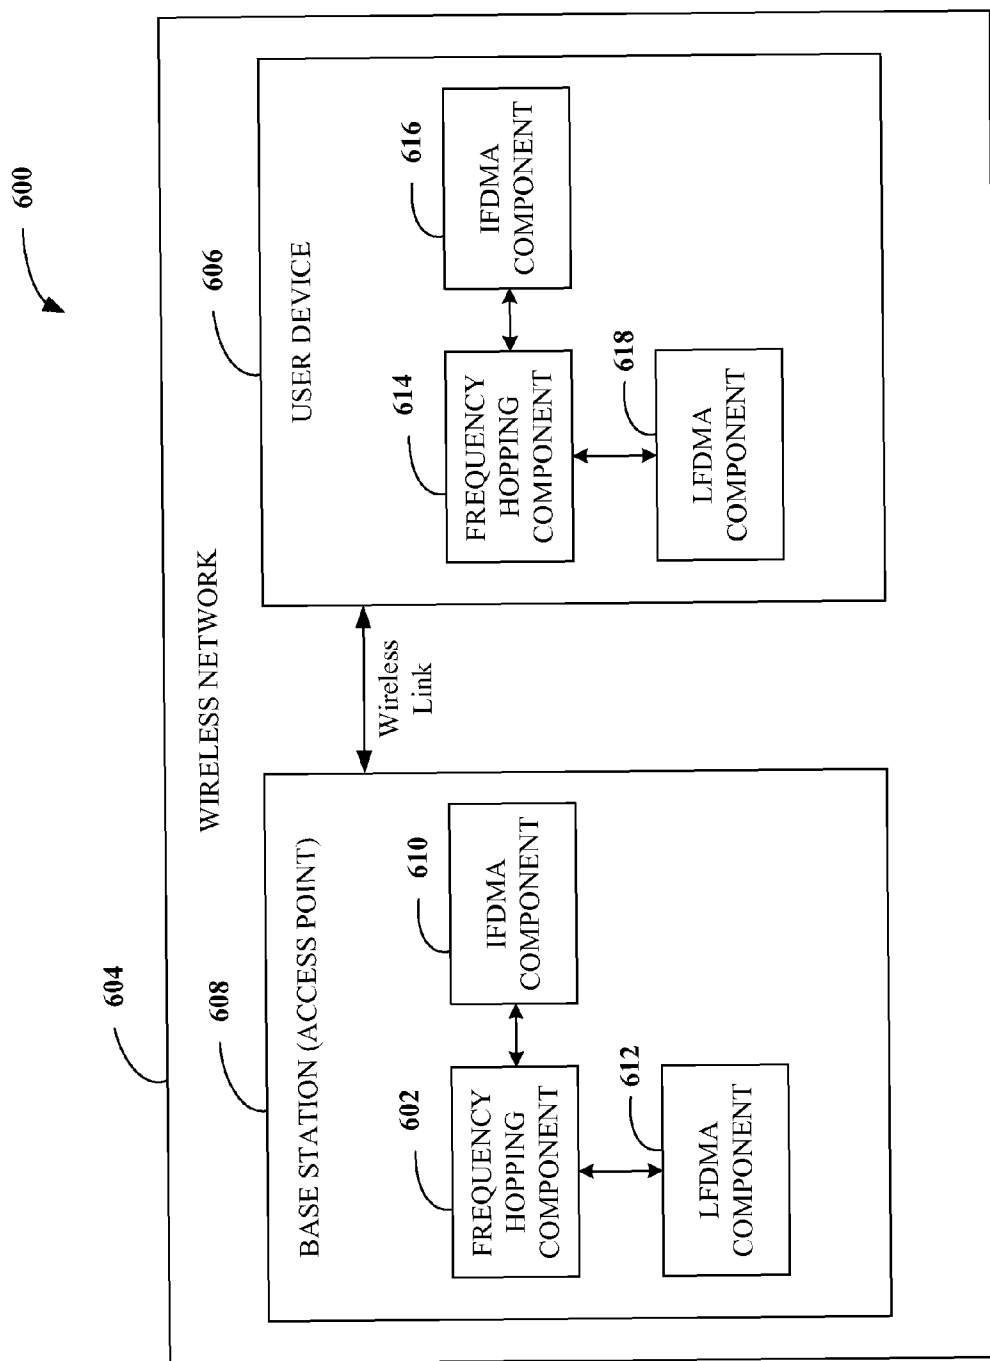 600
604
WIRELESS NETWORK
608
BASE STATION (ACCESS POINT)
602
FREQUENCY
HOPPING
COMPONENT
610
IFDMA
COMPONENT
612
LFDMA
COMPONENT
Wireless
Link
606
USER DEVICE
614
FREQUENCY
HOPPING
COMPONENT
616
IFDMA
COMPONENT
618
LFDMA
COMPONENT